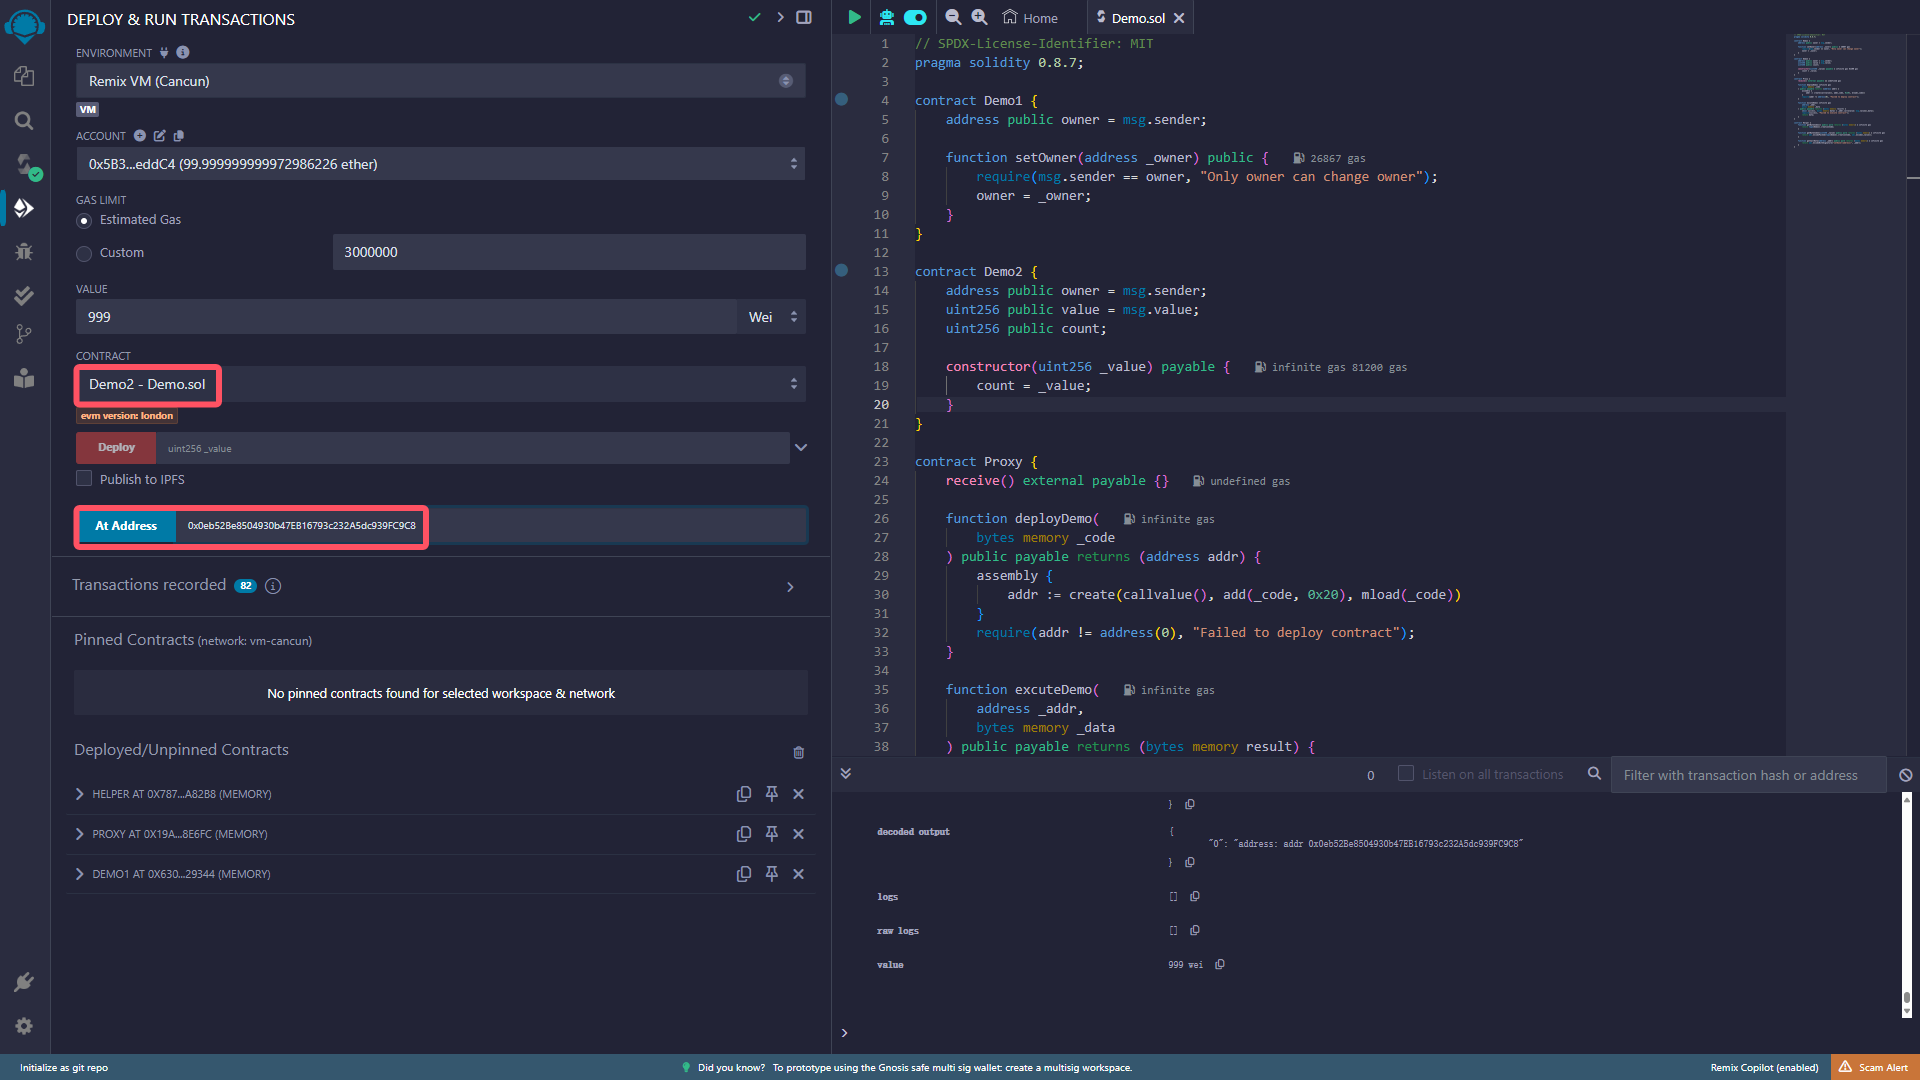 DEPLOY & RUN TRANSACTIONS
ENVIRONMENT
Remix VM (Cancun)
VM
ACCOUNT
0x5B3...eddC4 (99.999999999972986226 ether)
GAS LIMIT
Estimated Gas
Custom
3000000
VALUE
999
Wei
CONTRACT
Demo2 - Demo.sol
evm version: london
Deploy
uint256 _value
Publish to IPFS
At Address
0x0eb52Be8504930b47EB16793c232A5dc939FC9C8
Transactions recorded 82
Pinned Contracts (network: vm-cancun)
No pinned contracts found for selected workspace & network
Deployed/Unpinned Contracts
HELPER AT 0X787...A82B8 (MEMORY)
PROXY AT 0X19A...8E6FC (MEMORY)
DEMO1 AT 0X630...29344 (MEMORY)
Home
Demo.sol
1 // SPDX-License-Identifier: MIT
2 pragma solidity 0.8.7;
3
4 contract Demo1 {
5 address public owner = msg.sender;
6
7 function setOwner(address _owner) public { 26867 gas
8 require(msg.sender == owner, "Only owner can change owner");
9 owner = _owner;
10 }
11 }
12
13 contract Demo2 {
14 address public owner = msg.sender;
15 uint256 public value = msg.value;
16 uint256 public count;
17
18 constructor(uint256 _value) payable { infinite gas 81200 gas
19 count = _value;
20 }
21 }
22
23 contract Proxy {
24 receive() external payable {} undefined gas
25
26 function deployDemo( infinite gas
27 bytes memory _code
28 ) public payable returns (address addr) {
29 assembly {
30 addr := create(callvalue(), add(_code, 0x20), mload(_code))
31 }
32 require(addr != address(0), "Failed to deploy contract");
33 }
34
35 function excuteDemo( infinite gas
36 address _addr,
37 bytes memory _data
38 ) public payable returns (bytes memory result) {
0
Listen on all transactions
Filter with transaction hash or address
}
decoded output
{
"0": "address: addr 0x0eb52Be8504930b47EB16793c232A5dc939FC9C8"
}
logs []
raw logs []
value 999 wei
>
Initialize as git repo
Did you know? To prototype using the Gnosis safe multi sig wallet: create a multisig workspace.
Remix Copilot (enabled)
Scam Alert